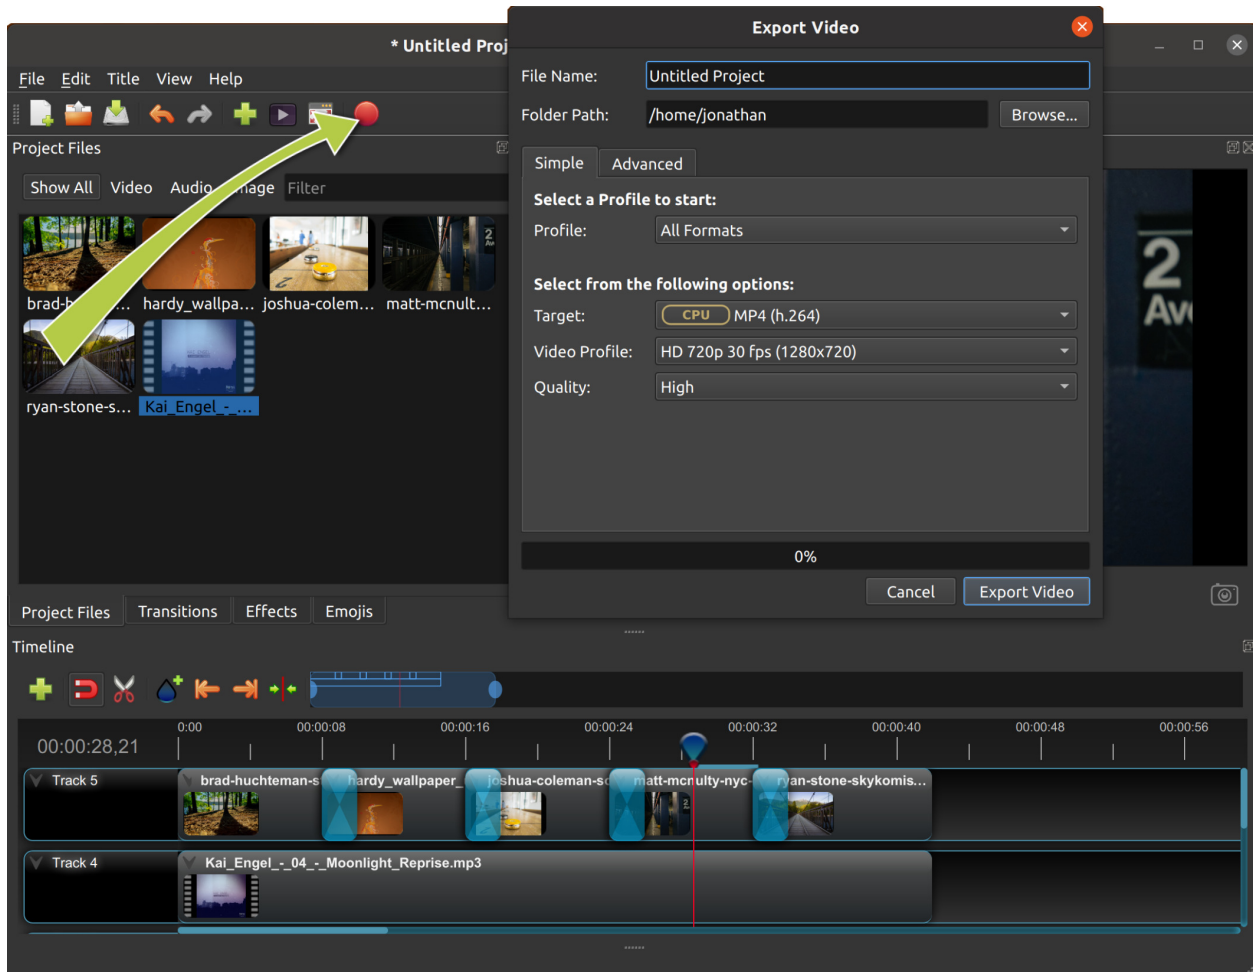 * Untitled Proj
Export Video
File Edit Title View Help
File Name: Untitled Project
Folder Path: /home/jonathan Browse...
Project Files
Simple Advanced
Show All Video Audio Filter
Select a Profile to start:
Profile: All Formats
Select from the following options:
Target: CPU MP4 (h.264)
Video Profile: HD 720p 30 fps (1280x720)
Quality: High
hardy_wallpa... joshua-colem... matt-mcnult...
ryan-stone-s... Kai_Engel_-_...
2
Av
0%
Cancel Export Video
Project Files Transitions Effects Emojis
Timeline
0:00 00:00:08 00:00:16 00:00:24 00:00:32 00:00:40 00:00:48 00:00:56
00:00:28,21
Track 5 brad-huchteman-s hardy_wallpaper_ joshua-coleman-so matt-mcnulty-nyc- ryan-stone-skykomis...
Track 4 Kai_Engel_-_04_-_Moonlight_Reprise.mp3